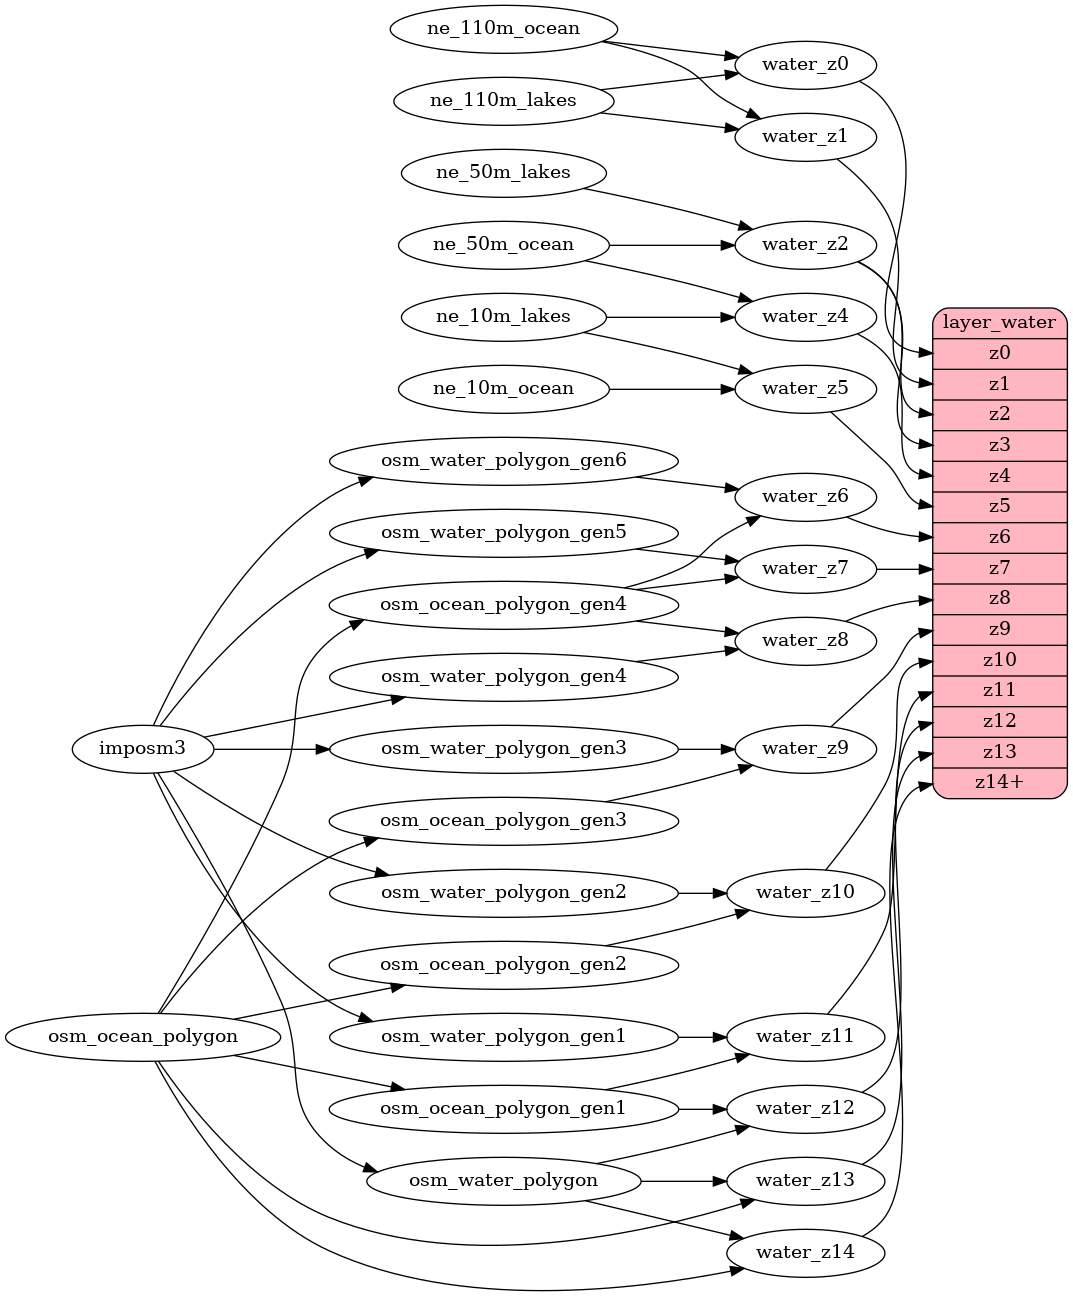 ne_110m_ocean
ne_110m_lakes
ne_50m_lakes
ne_50m_ocean
ne_10m_lakes
ne_10m_ocean
osm_water_polygon_gen6
osm_water_polygon_gen5
osm_ocean_polygon_gen4
osm_water_polygon_gen4
imposm3
osm_water_polygon_gen3
osm_ocean_polygon_gen3
osm_water_polygon_gen2
osm_ocean_polygon_gen2
osm_ocean_polygon
osm_water_polygon_gen1
osm_ocean_polygon_gen1
osm_water_polygon
water_z0
water_z1
water_z2
water_z4
water_z5
water_z6
water_z7
water_z8
water_z9
water_z10
water_z11
water_z12
water_z13
water_z14
layer_water
z0
z1
z2
z3
z4
z5
z6
z7
z8
z9
z10
z11
z12
z13
z14+